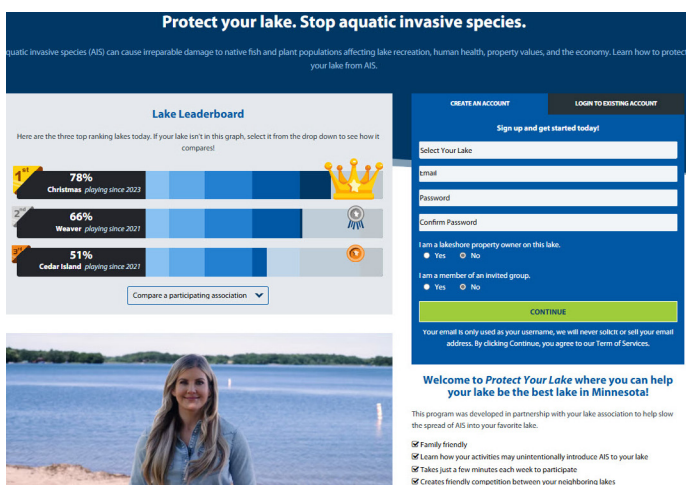 Protect your lake. Stop aquatic invasive species.
quatic invasive species (AIS) can cause irreparable damage to native fish and plant populations affecting lake recreation, human health, property values, and the economy. Learn how to protect
your lake from AIS.
Lake Leaderboard
Here are the three top ranking lakes today. If your lake isn't in this graph, select it from the drop down to see how it
compares!
1st
78%
Christmas playing since 2023
2nd
66%
Weaver playing since 2021
3rd
51%
Cedar Island playing since 2021
Compare a participating association
CREATE AN ACCOUNT
LOGIN TO EXISTING ACCOUNT
Sign up and get started today!
Select Your Lake
Email
Password
Confirm Password
I am a lakeshore property owner on this lake.
Yes No
I am a member of an invited group.
Yes No
CONTINUE
Your email is only used as your username, we will never solicit or sell your email
address. By clicking Continue, you agree to our Term of Services.
Welcome to Protect Your Lake where you can help
your lake be the best lake in Minnesota!
This program was developed in partnership with your lake association to help slow
the spread of AIS into your favorite lake.
Family friendly
Learn how your activities may unintentionally introduce AIS to your lake
Takes just a few minutes each week to participate
Creates friendly competition between your neighboring lakes